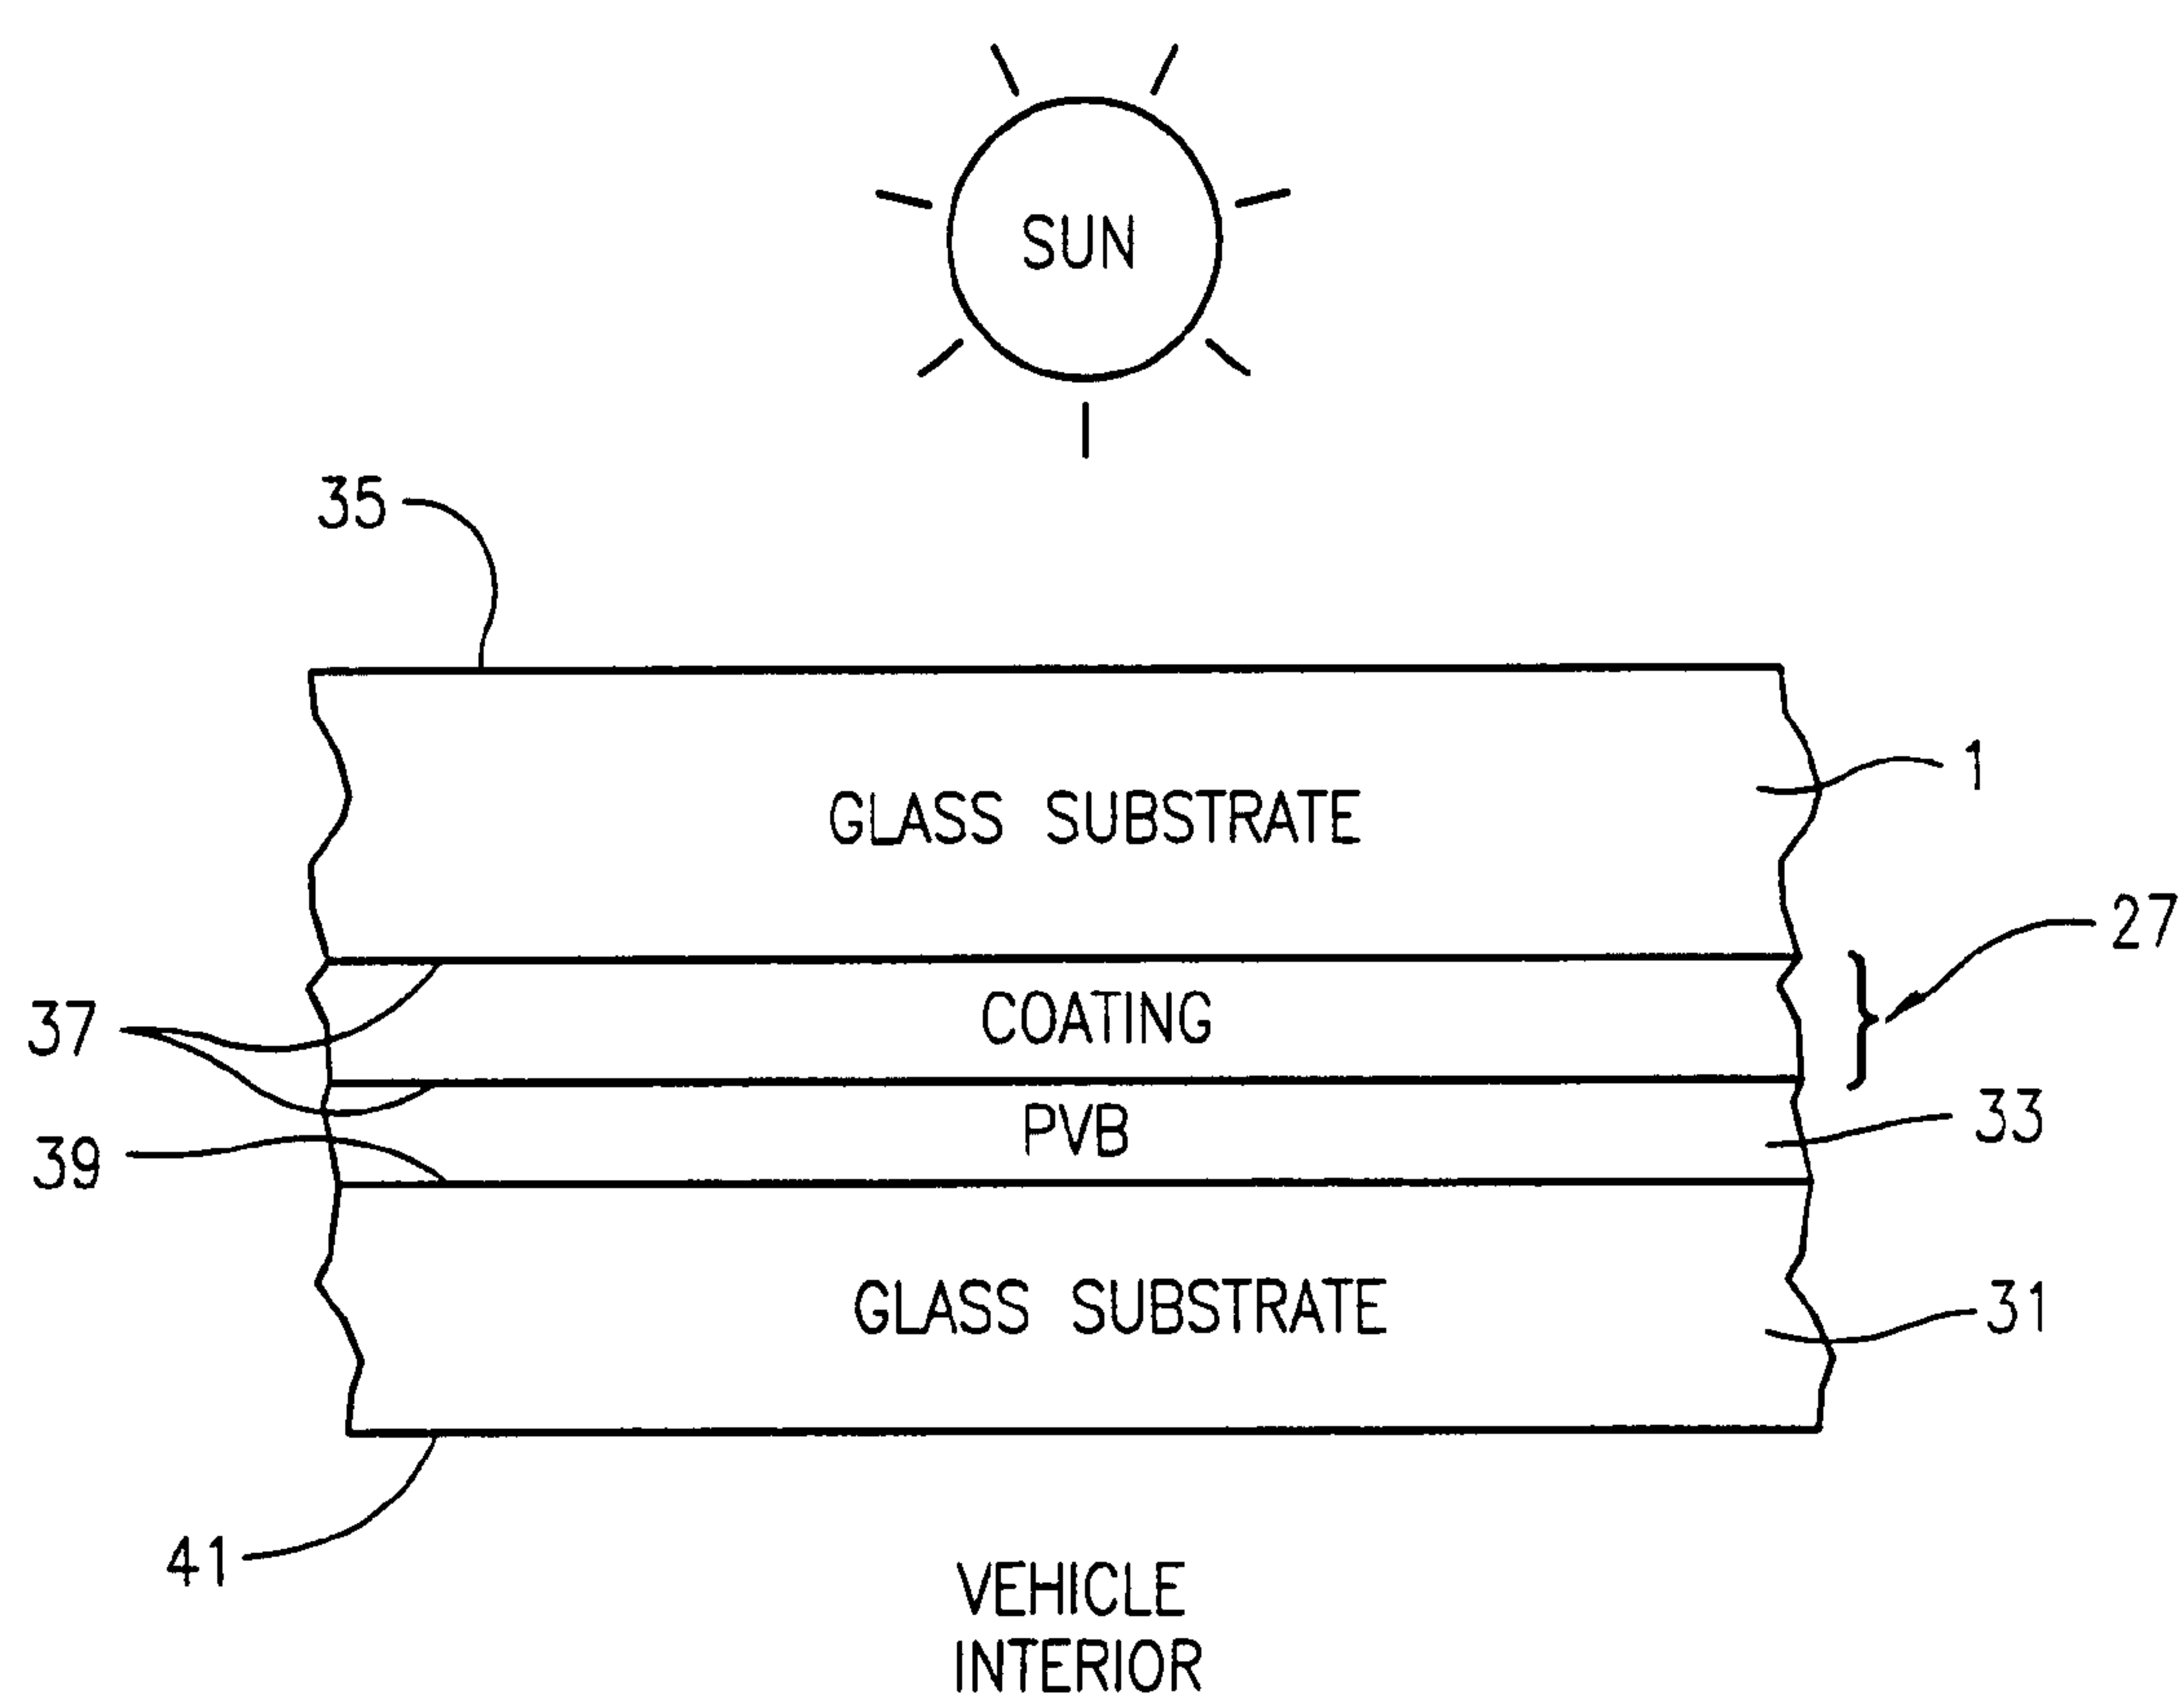 SUN
35
GLASS SUBSTRATE
1
27
COATING
37
PVB
33
39
GLASS SUBSTRATE
31
41
VEHICLE
INTERIOR